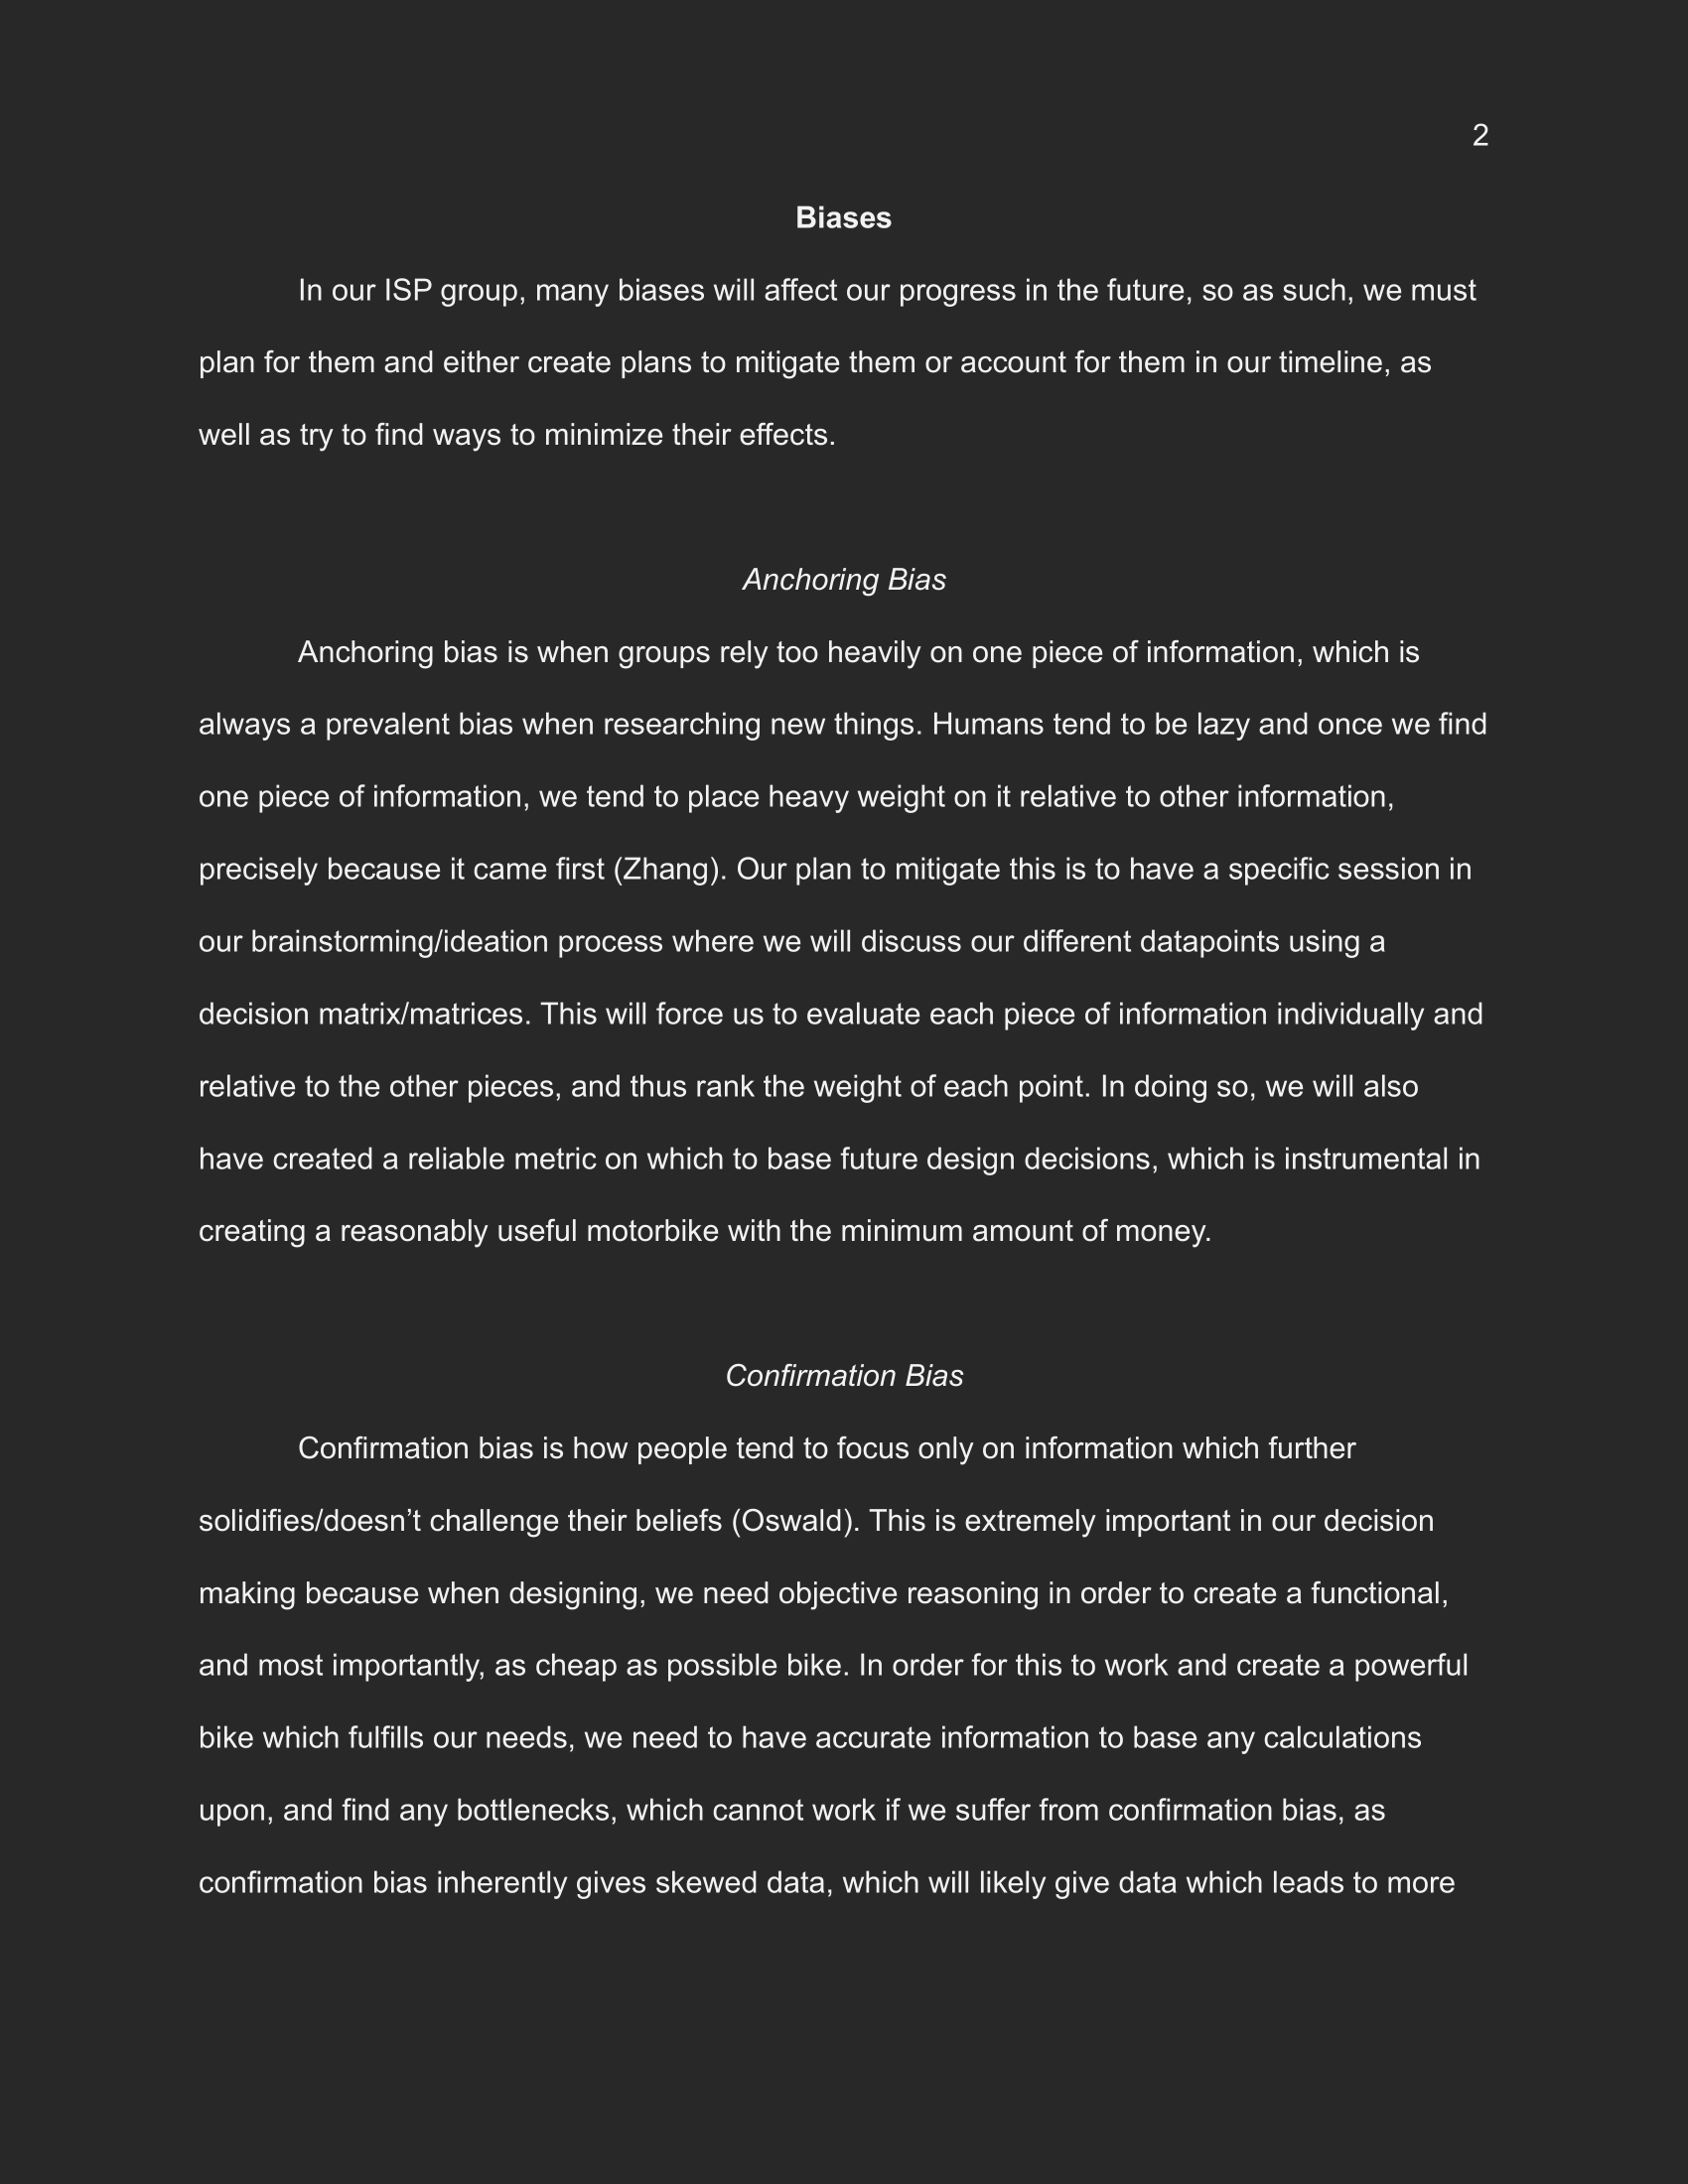 2
Biases
In our ISP group, many biases will affect our progress in the future, so as such, we must
plan for them and either create plans to mitigate them or account for them in our timeline, as
well as try to find ways to minimize their effects.
Anchoring Bias
Anchoring bias is when groups rely too heavily on one piece of information, which is
always a prevalent bias when researching new things. Humans tend to be lazy and once we find
one piece of information, we tend to place heavy weight on it relative to other information,
precisely because it came first (Zhang). Our plan to mitigate this is to have a specific session in
our brainstorming/ideation process where we will discuss our different datapoints using a
decision matrix/matrices. This will force us to evaluate each piece of information individually and
relative to the other pieces, and thus rank the weight of each point. In doing so, we will also
have created a reliable metric on which to base future design decisions, which is instrumental in
creating a reasonably useful motorbike with the minimum amount of money.
Confirmation Bias
Confirmation bias is how people tend to focus only on information which further
solidifies/doesn’t challenge their beliefs (Oswald). This is extremely important in our decision
making because when designing, we need objective reasoning in order to create a functional,
and most importantly, as cheap as possible bike. In order for this to work and create a powerful
bike which fulfills our needs, we need to have accurate information to base any calculations
upon, and find any bottlenecks, which cannot work if we suffer from confirmation bias, as
confirmation bias inherently gives skewed data, which will likely give data which leads to more